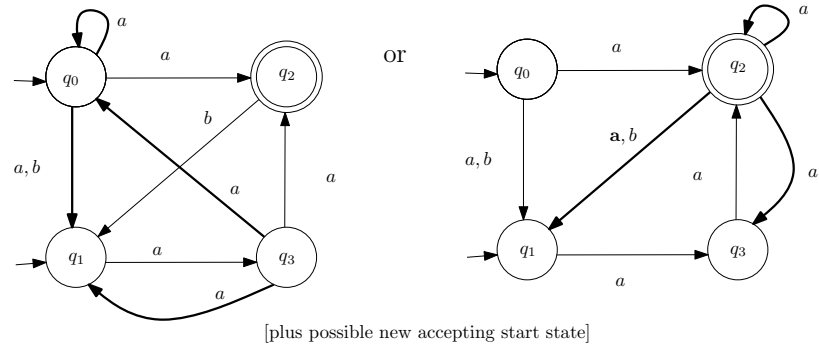 a
a
q0
a
q2
b
a, b
a
a
q1
a
q3
a
or
a
q0
a
q2
a, b
a, b
a
a
q1
q3
a
[plus possible new accepting start state]